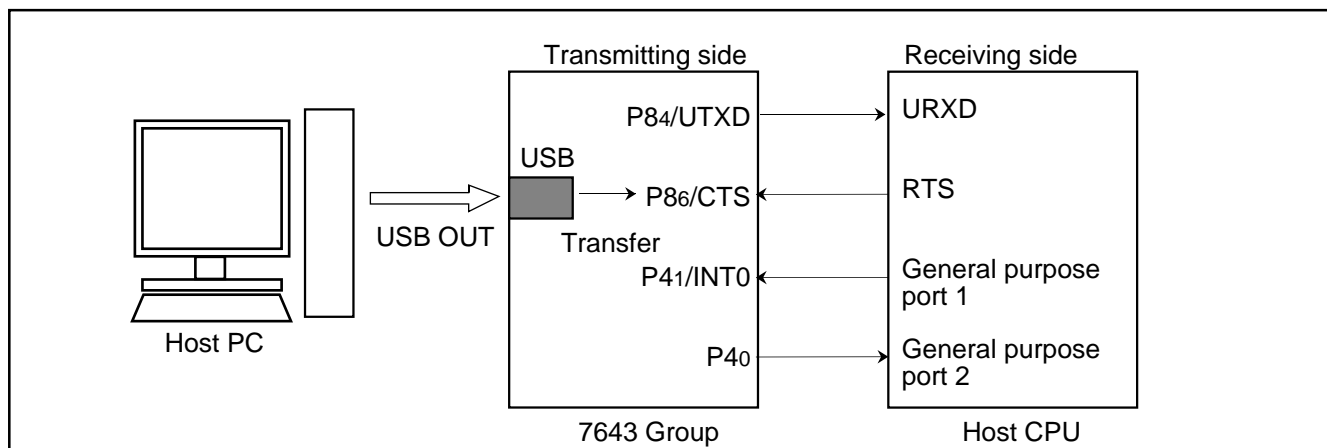 Transmitting side
Receiving side
P84/UTXD
URXD
USB
P86/CTS
RTS
USB OUT
Transfer
P41/INT0
General purpose
port 1
Host PC
P40
General purpose
port 2
7643 Group
Host CPU